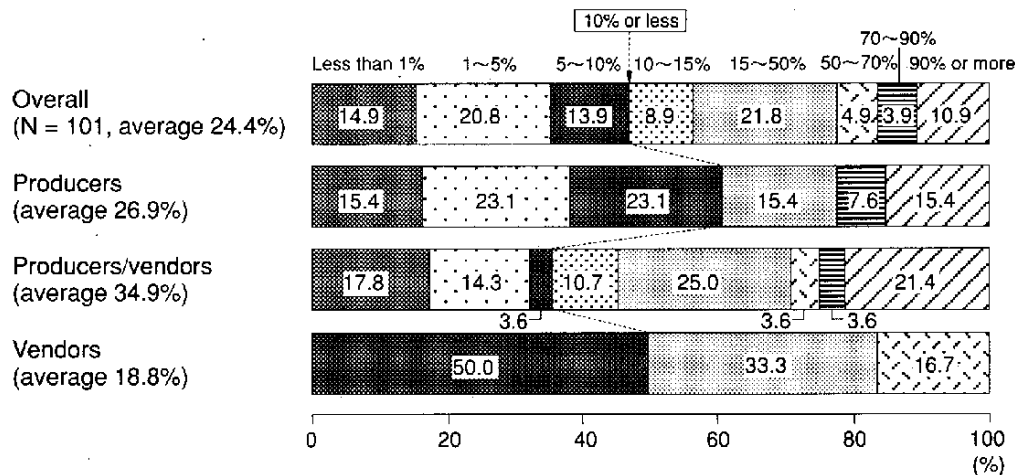 10% or less
70~90%
Less than 1% 1~5% 5~10% 10~15% 15~50% 50~70% 90% or more
Overall
(N = 101, average 24.4%)
14.9 20.8 13.9 8.9 21.8 4.9 3.9 10.9
Producers
(average 26.9%)
15.4 23.1 23.1 15.4 7.6 15.4
Producers/vendors
(average 34.9%)
17.8 14.3 10.7 25.0 21.4
3.6 3.6 3.6
Vendors
(average 18.8%)
50.0 33.3 16.7
0 20 40 60 80 100
(%)